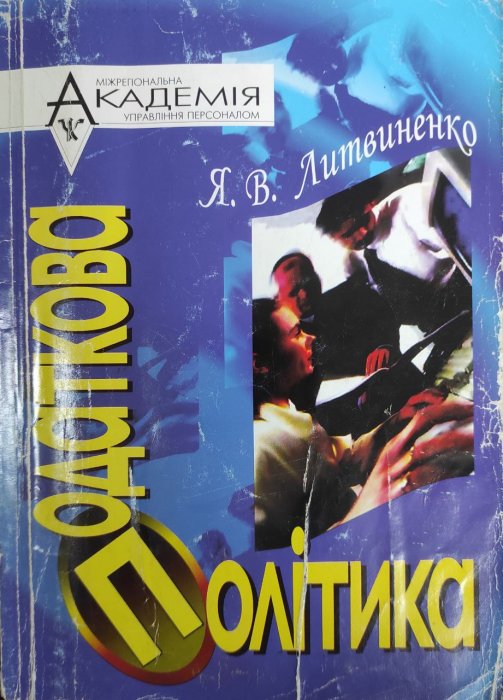 МІЖРЕГІОНАЛЬНА
АКАДЕМІЯ
УПРАВЛІННЯ ПЕРСОНАЛОМ
Я. В. Литвиненко
Податкова
Політика